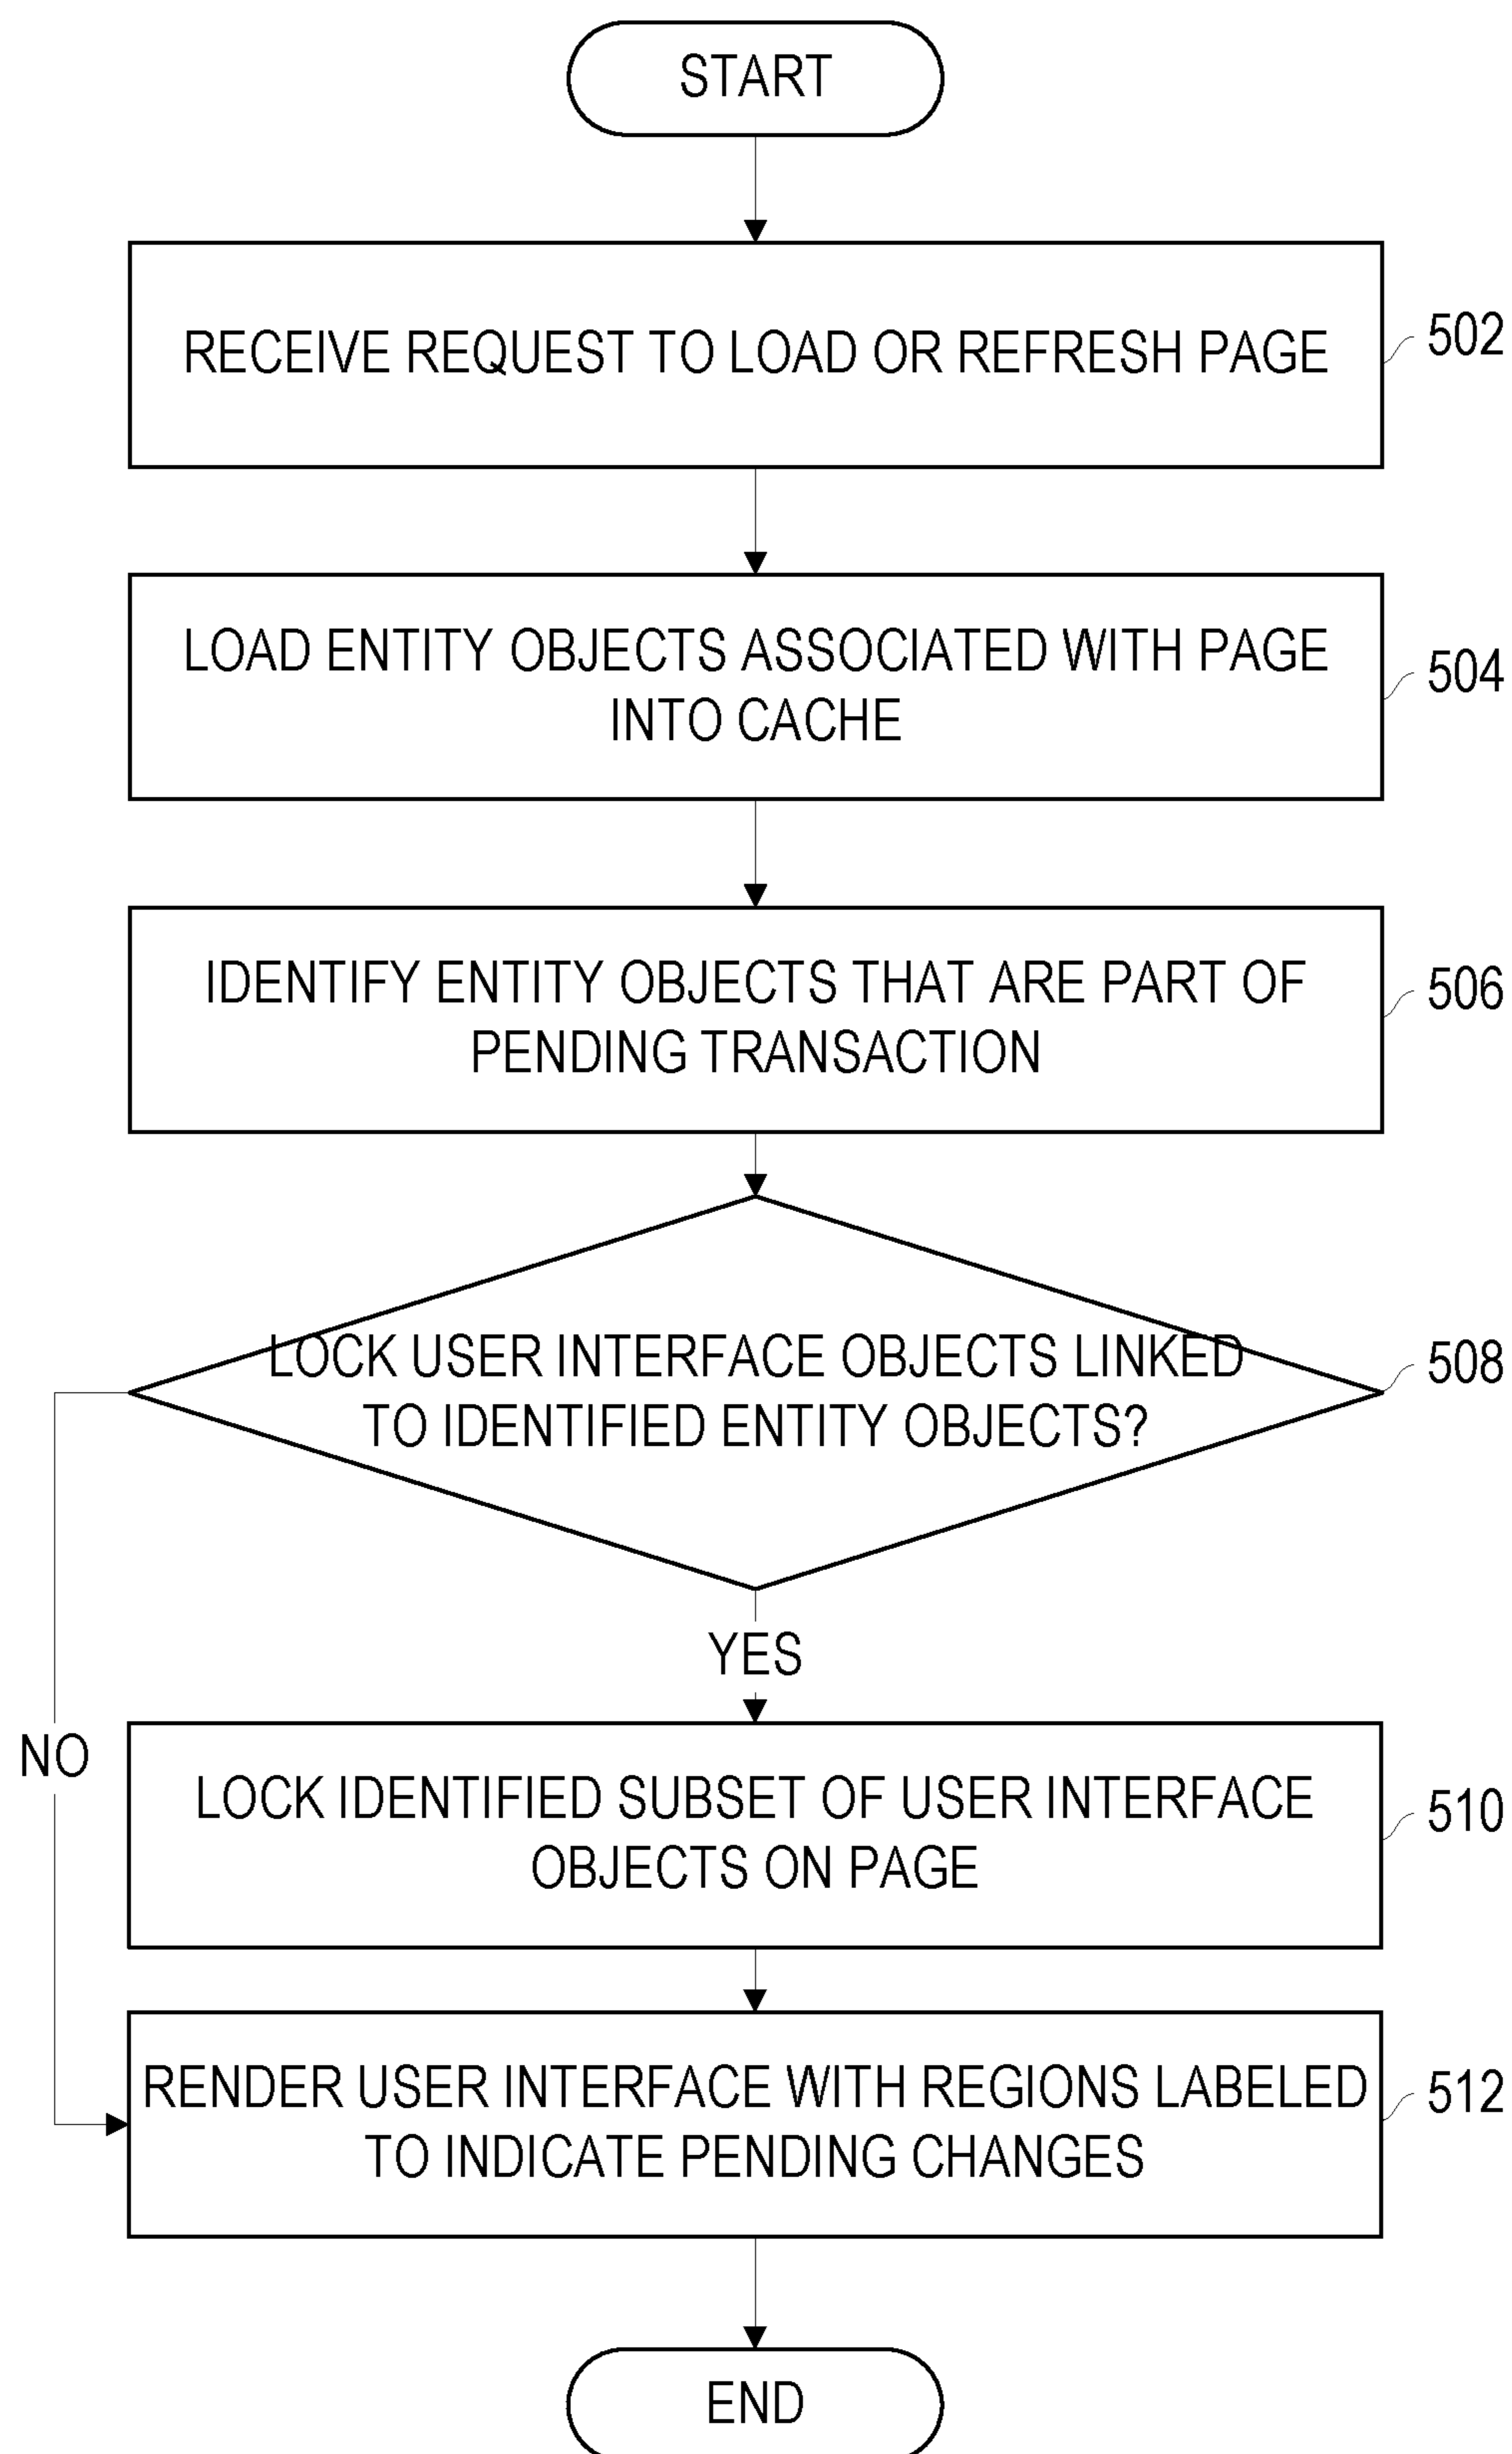 START
RECEIVE REQUEST TO LOAD OR REFRESH PAGE
502
LOAD ENTITY OBJECTS ASSOCIATED WITH PAGE
INTO CACHE
504
IDENTIFY ENTITY OBJECTS THAT ARE PART OF
PENDING TRANSACTION
506
LOCK USER INTERFACE OBJECTS LINKED
TO IDENTIFIED ENTITY OBJECTS?
508
YES
NO
LOCK IDENTIFIED SUBSET OF USER INTERFACE
OBJECTS ON PAGE
510
RENDER USER INTERFACE WITH REGIONS LABELED
TO INDICATE PENDING CHANGES
512
END